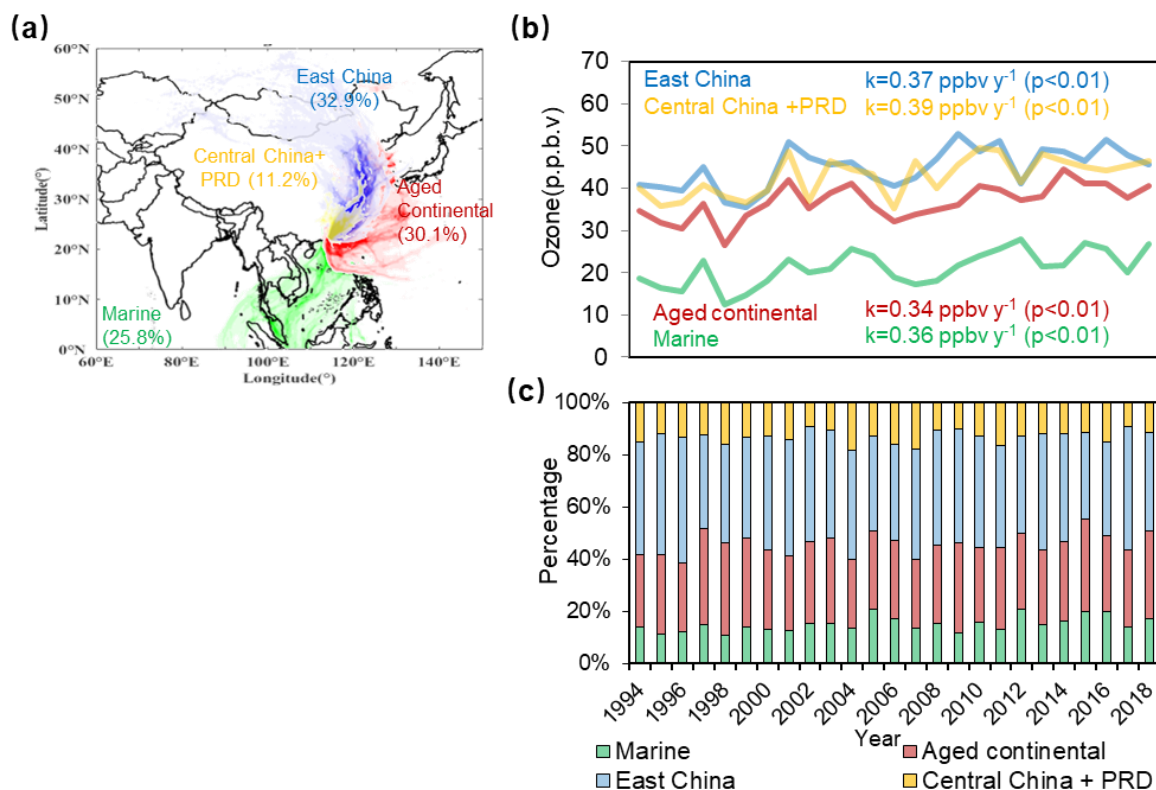 (a)
60°N
50°N
40°N
30°N
20°N
10°N
0°N
Latitude(°)
East China
(32.9%)
Central China+
PRD (11.2%)
Aged
Continental
(30.1%)
Marine
(25.8%)
60°E
80°E
100°E
120°E
140°E
Longitude(°)
(b)
70
60
50
40
30
20
10
0
Ozone(p.p.b.v)
East China k=0.37 ppbv y-1 (p<0.01)
Central China +PRD k=0.39 ppbv y-1 (p<0.01)
Aged continental k=0.34 ppbv y-1 (p<0.01)
Marine k=0.36 ppbv y-1 (p<0.01)
(c)
100%
80%
60%
40%
20%
0%
Percentage
1994
1996
1998
2000
2002
2004
2006
2008
2010
2012
2014
2016
2018
Year
Marine
Aged continental
East China
Central China + PRD